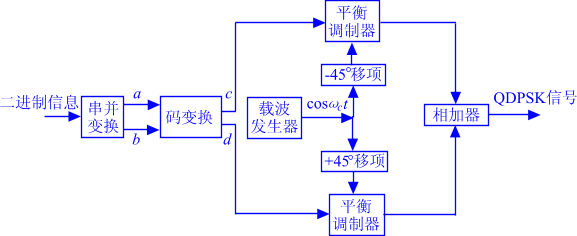 平衡
调制器
-45°移项
二进制信息
串并
变换
a
b
码变换
c
d
载波
发生器
cosω_c t
相加器
QDPSK信号
+45°移项
平衡
调制器